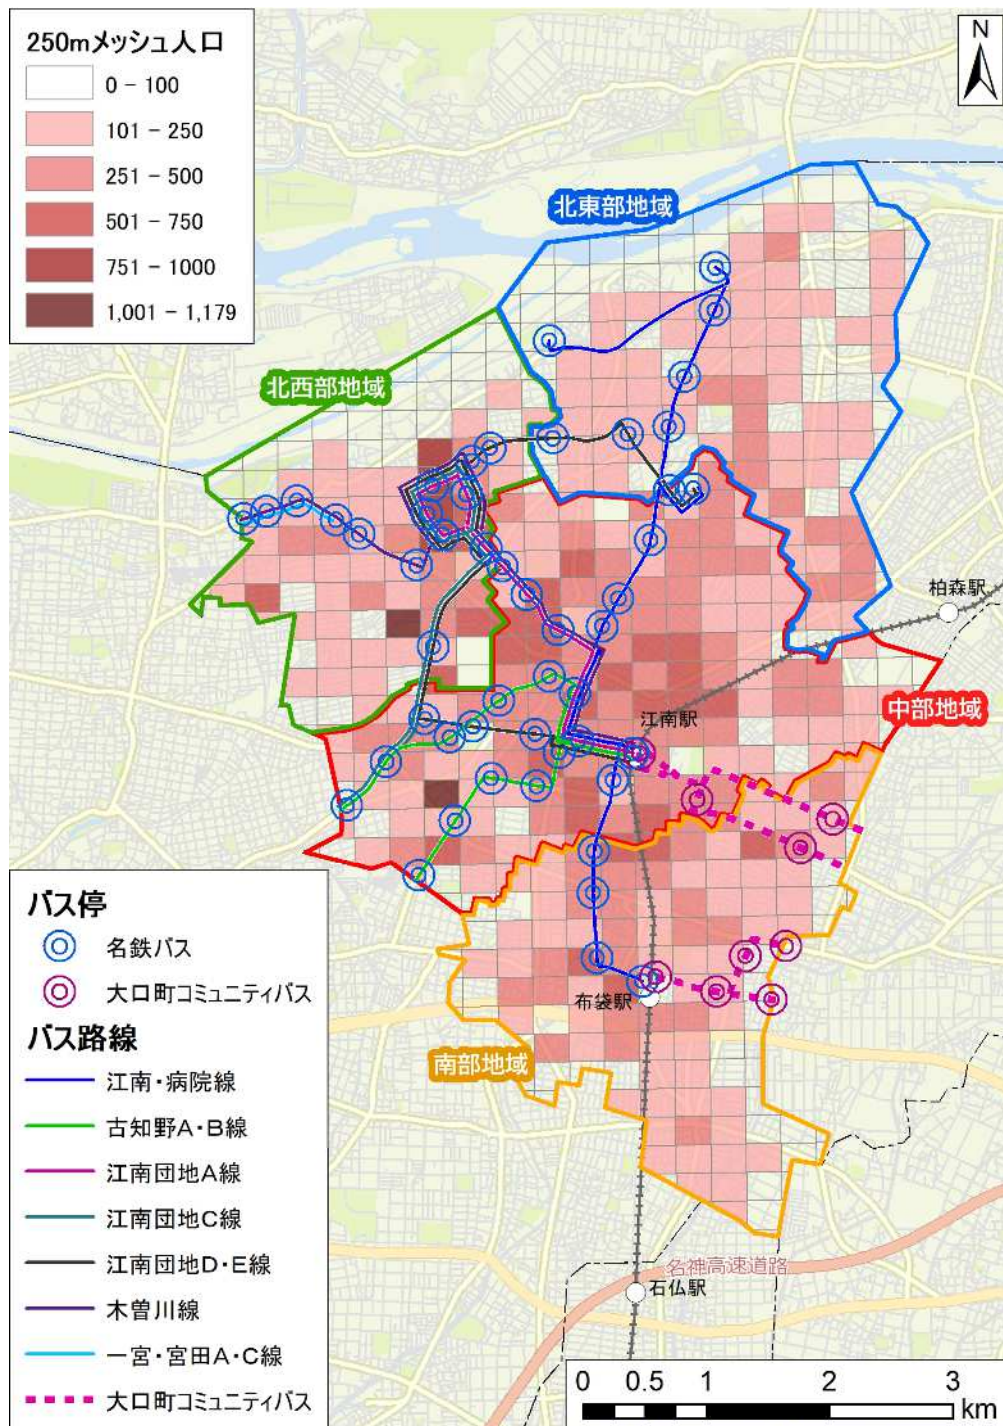 250mメッシュ人口
0 - 100
101 - 250
251 - 500
501 - 750
751 - 1000
1,001 - 1,179
N
北東部地域
北西部地域
柏森駅
中部地域
江南駅
布袋駅
南部地域
名神高速道路
石仏駅
バス停
名鉄バス
大口町コミュニティバス
バス路線
江南・病院線
古知野A・B線
江南団地A線
江南団地C線
江南団地D・E線
木曽川線
一宮・宮田A・C線
大口町コミュニティバス
0 0.5 1 2 3
km